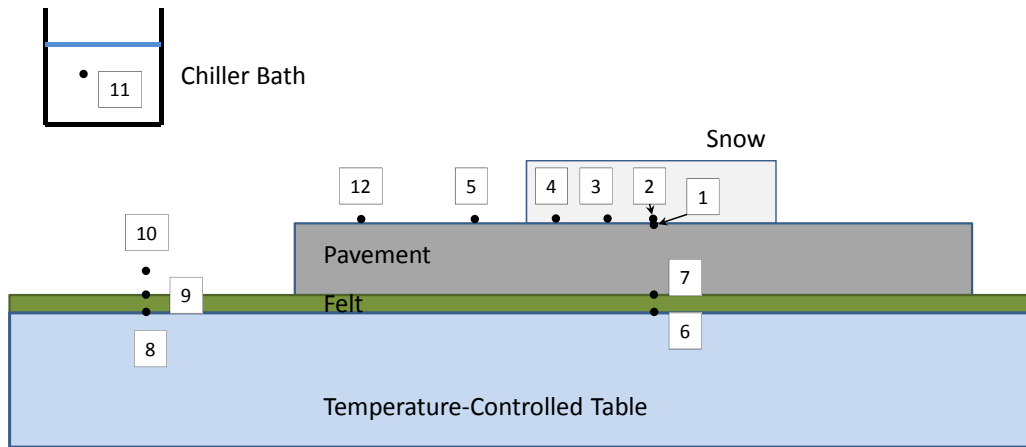 11
Chiller Bath
Snow
12
5
4
3
2
1
10
Pavement
9
7
Felt
8
6
Temperature-Controlled Table